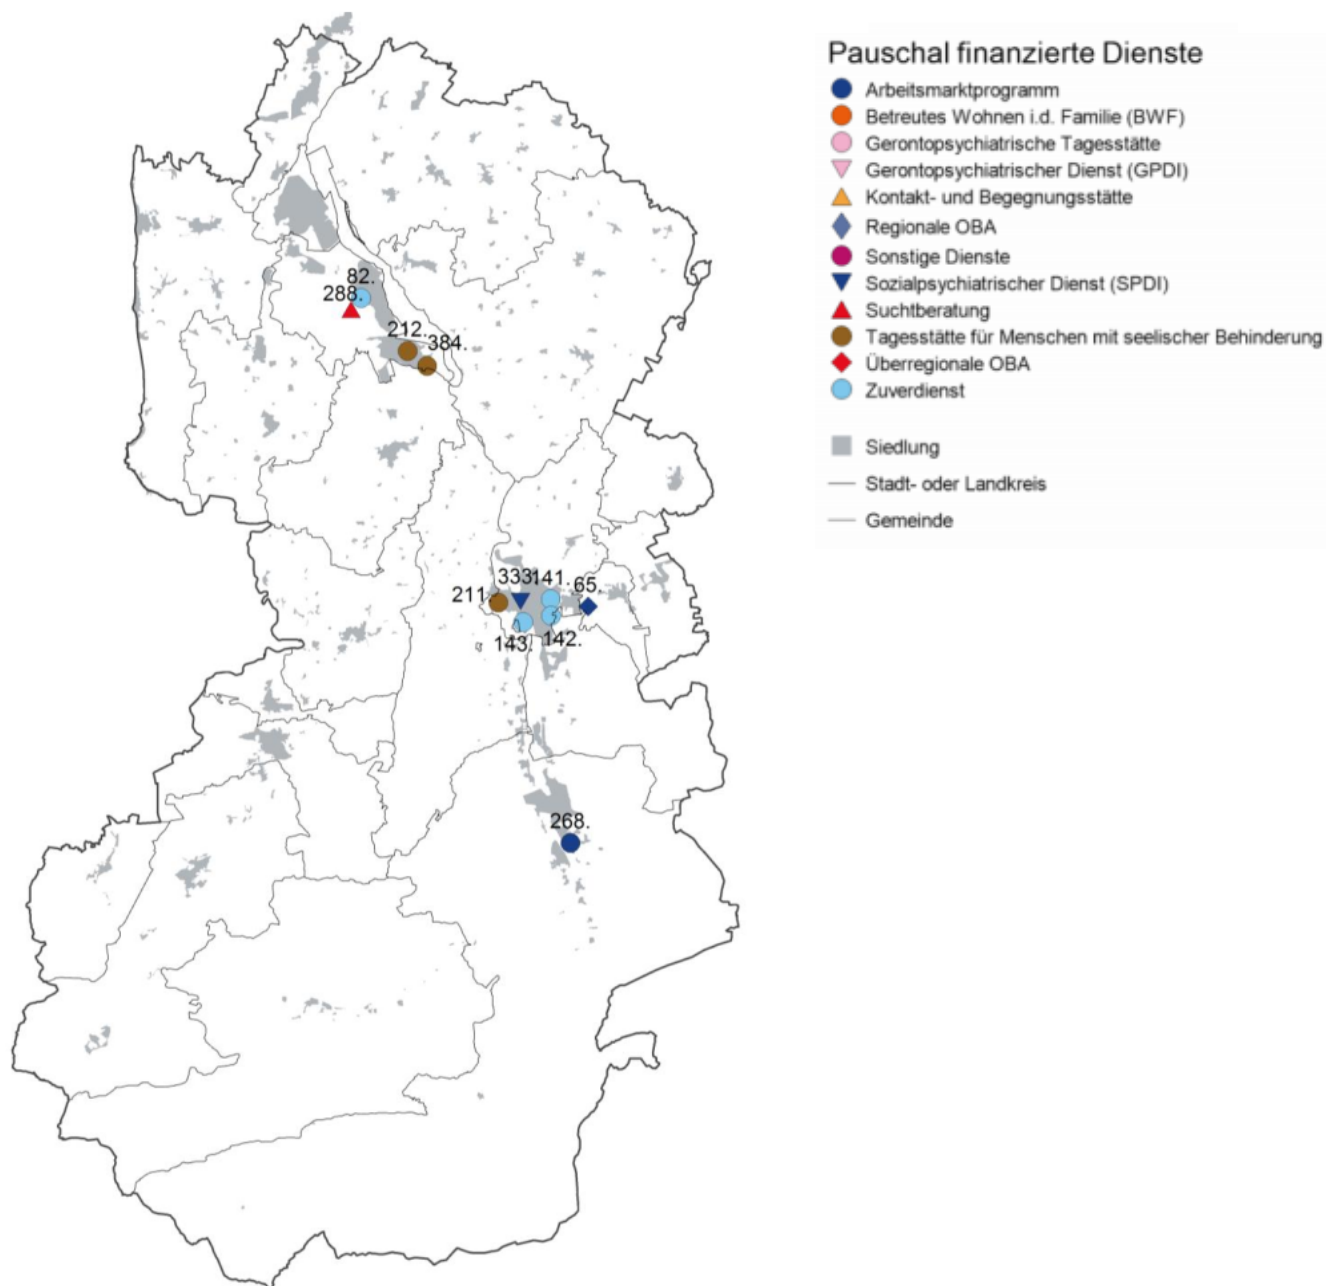 Pauschal finanzierte Dienste
Arbeitsmarktprogramm
Betreutes Wohnen i.d. Familie (BWF)
Gerontopsychiatrische Tagesstätte
Gerontopsychiatrischer Dienst (GPDI)
Kontakt- und Begegnungsstätte
Regionale OBA
Sonstige Dienste
Sozialpsychiatrischer Dienst (SPDI)
Suchtberatung
Tagesstätte für Menschen mit seelischer Behinderung
Überregionale OBA
Zuverdienst
Siedlung
Stadt- oder Landkreis
Gemeinde
82.
288.
212.
384.
333 141.
65.
211.
143.
142.
268.